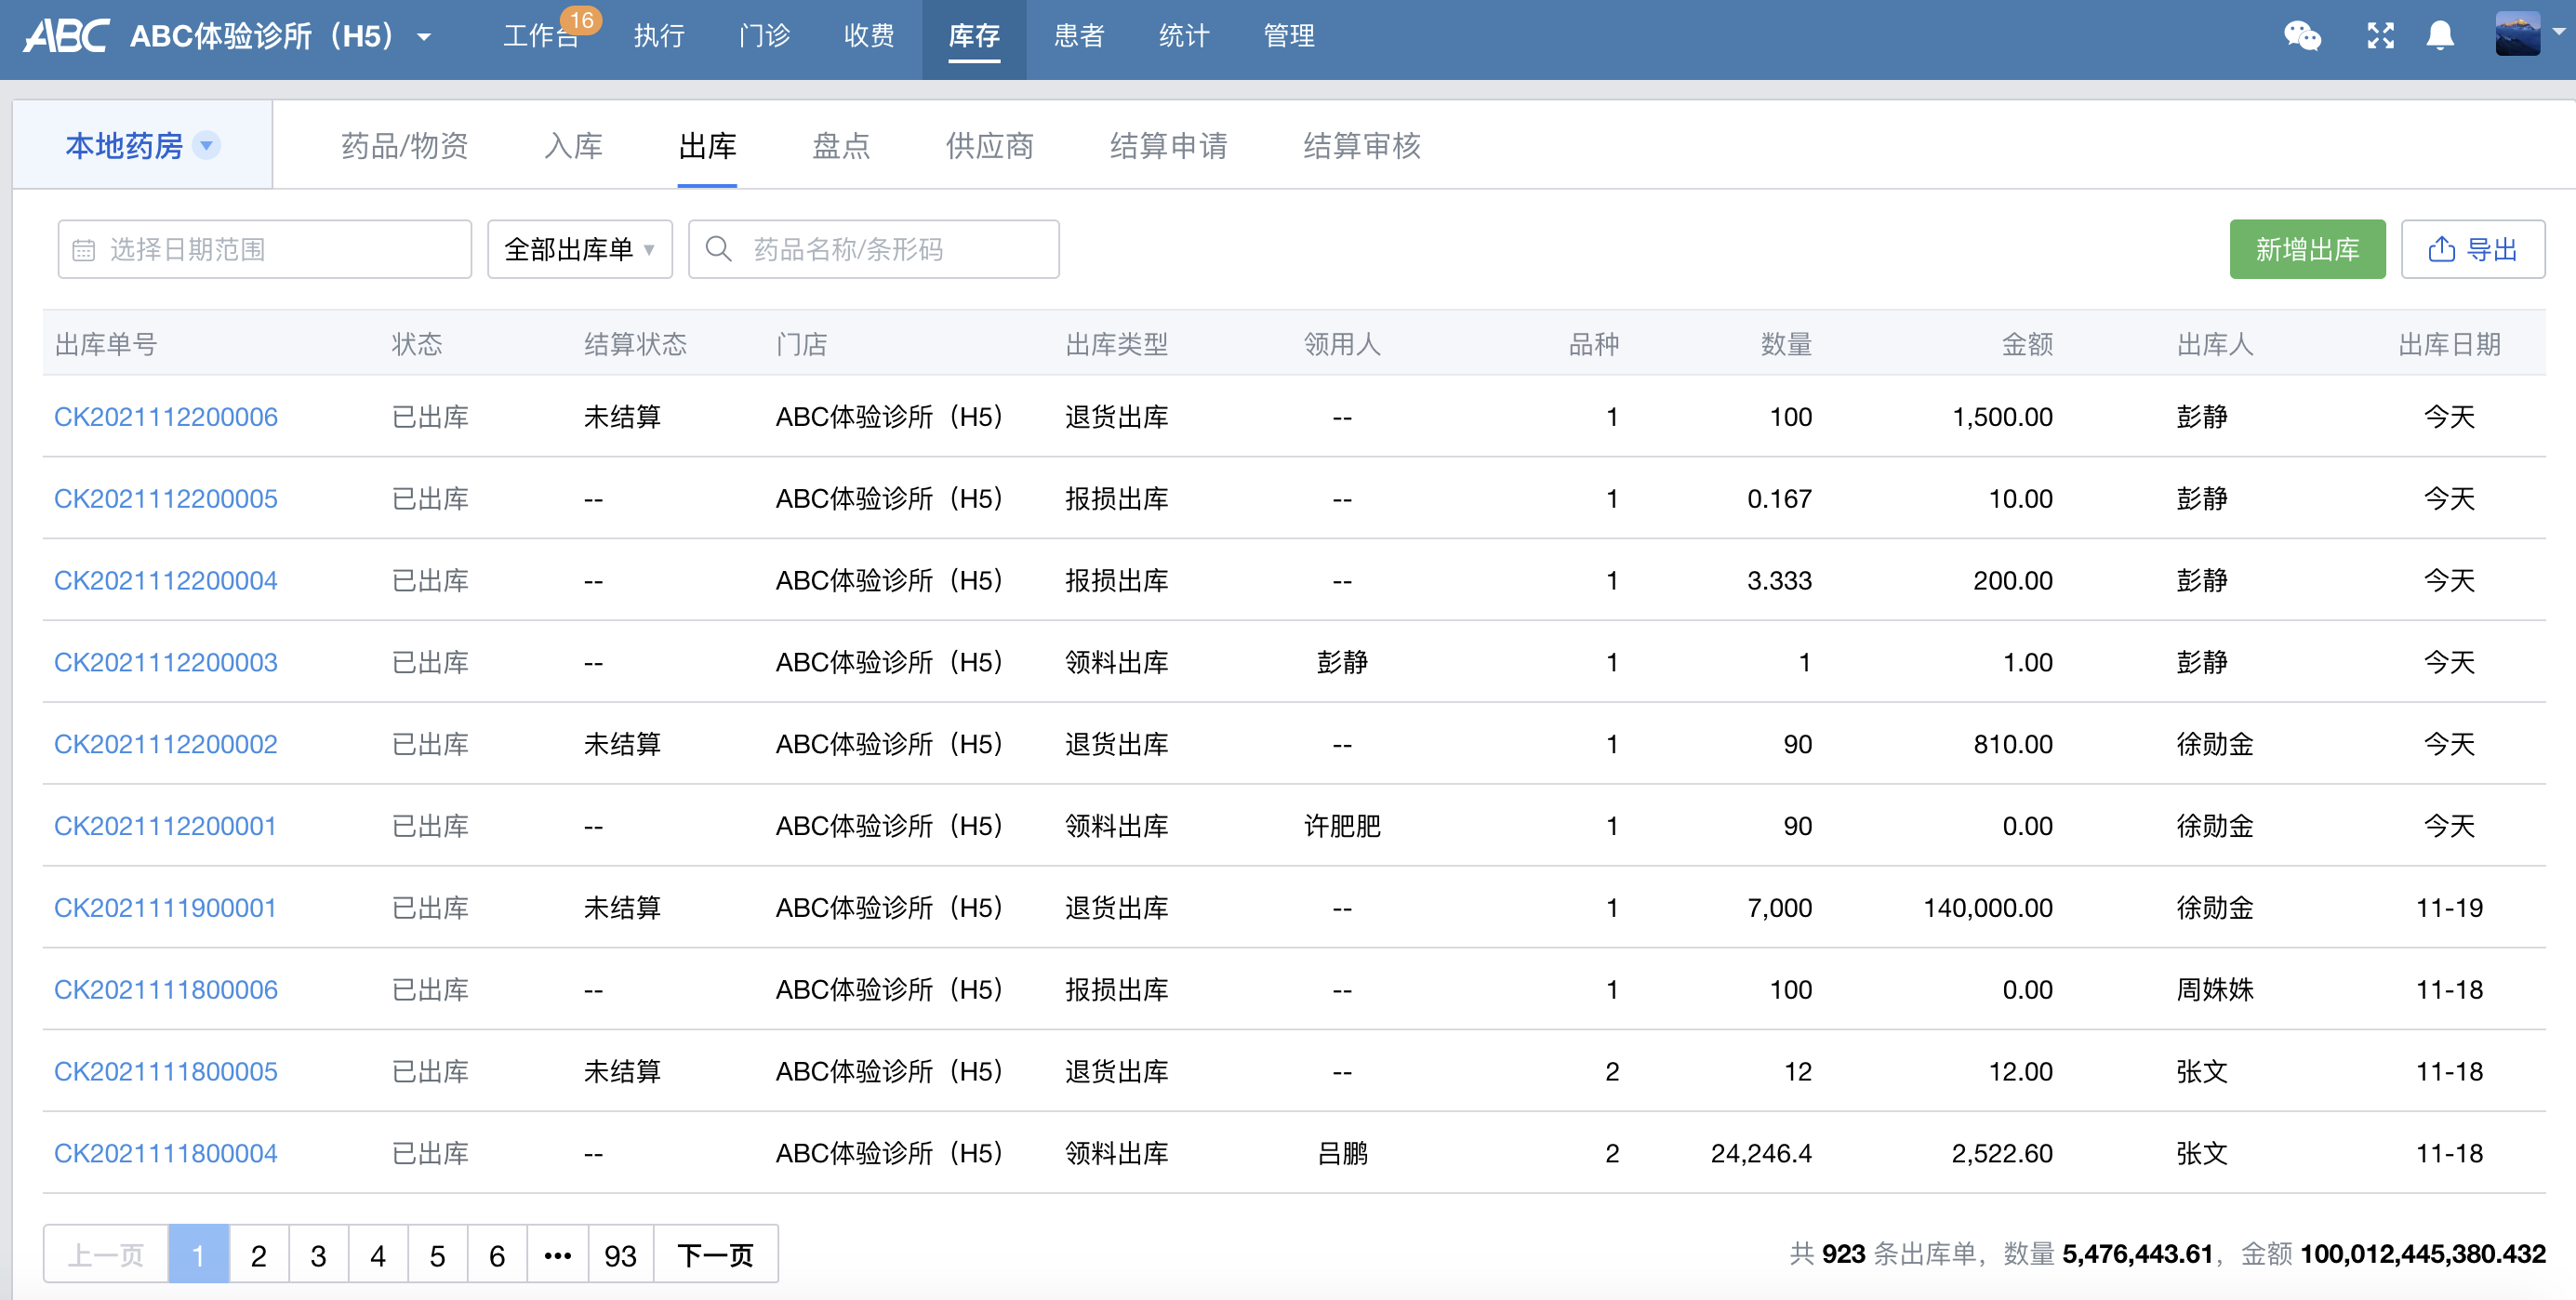 ABC ABC体验诊所（H5） 工作台 16 执行 门诊 收费 库存 患者 统计 管理
本地药房 药品/物资 入库 出库 盘点 供应商 结算申请 结算审核
选择日期范围 全部出库单 药品名称/条形码 新增出库 导出
出库单号 状态 结算状态 门店 出库类型 领用人 品种 数量 金额 出库人 出库日期
CK2021112200006 已出库 未结算 ABC体验诊所（H5） 退货出库 -- 1 100 1,500.00 彭静 今天
CK2021112200005 已出库 -- ABC体验诊所（H5） 报损出库 -- 1 0.167 10.00 彭静 今天
CK2021112200004 已出库 -- ABC体验诊所（H5） 报损出库 -- 1 3.333 200.00 彭静 今天
CK2021112200003 已出库 -- ABC体验诊所（H5） 领料出库 彭静 1 1 1.00 彭静 今天
CK2021112200002 已出库 未结算 ABC体验诊所（H5） 退货出库 -- 1 90 810.00 徐勋金 今天
CK2021112200001 已出库 -- ABC体验诊所（H5） 领料出库 许肥肥 1 90 0.00 徐勋金 今天
CK2021111900001 已出库 未结算 ABC体验诊所（H5） 退货出库 -- 1 7,000 140,000.00 徐勋金 11-19
CK2021111800006 已出库 -- ABC体验诊所（H5） 报损出库 -- 1 100 0.00 周姝姝 11-18
CK2021111800005 已出库 未结算 ABC体验诊所（H5） 退货出库 -- 2 12 12.00 张文 11-18
CK2021111800004 已出库 -- ABC体验诊所（H5） 领料出库 吕鹏 2 24,246.4 2,522.60 张文 11-18
上一页 1 2 3 4 5 6 ••• 93 下一页 共 923 条出库单，数量 5,476,443.61，金额 100,012,445,380.432